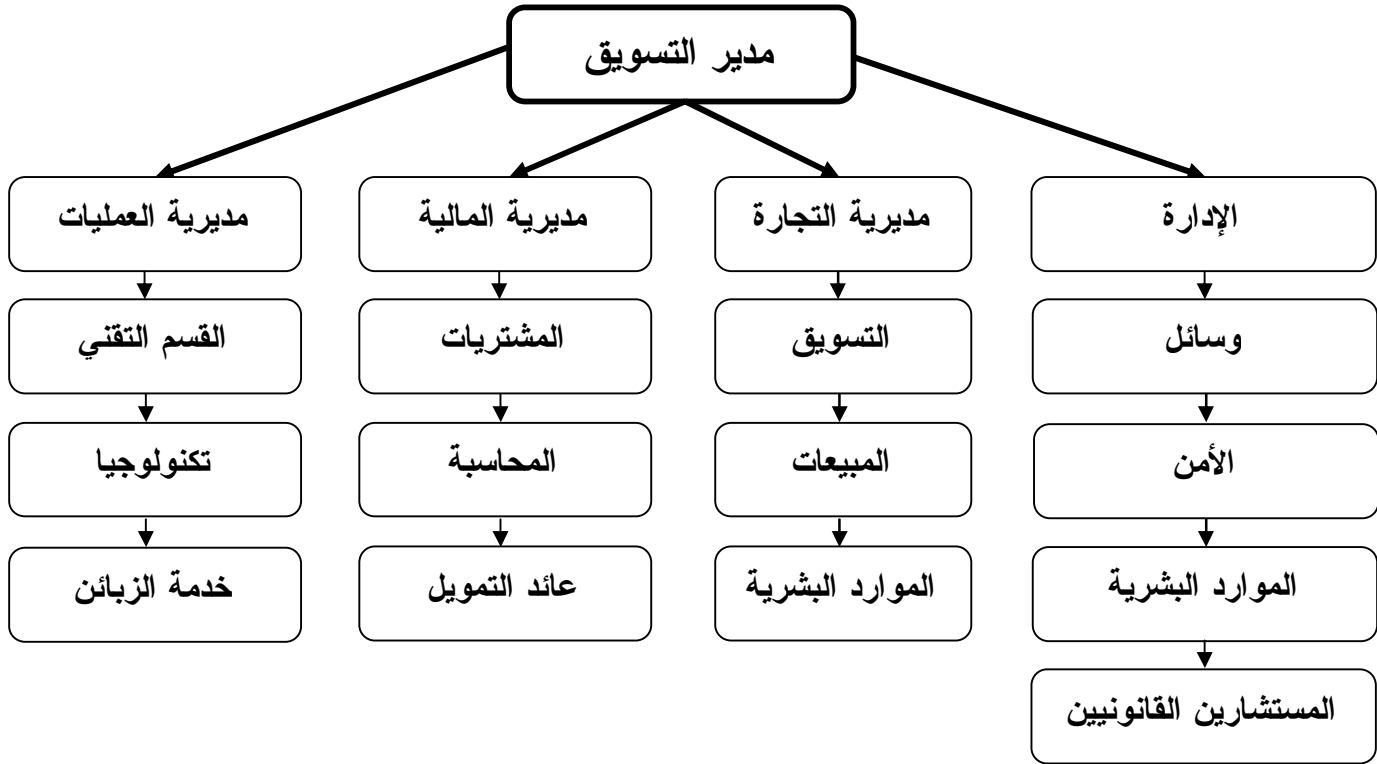 مدير التسويق
الإدارة
مديرية التجارة
مديرية المالية
مديرية العمليات
وسائل
التسويق
المشتريات
القسم التقني
الأمن
المبيعات
المحاسبة
تكنولوجيا
الموارد البشرية
الموارد البشرية
عائد التمويل
خدمة الزبائن
المستشارين القانونيين